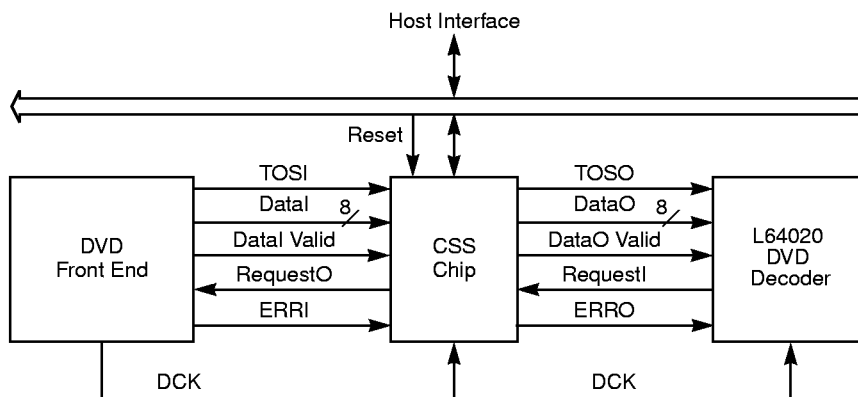 Host Interface
Reset
TOSI
TOSO
DataI
8
DataO
8
DVD
Front End
DataI Valid
CSS
Chip
DataO Valid
L64020
DVD
Decoder
RequestO
RequestI
ERRI
ERRO
DCK
DCK